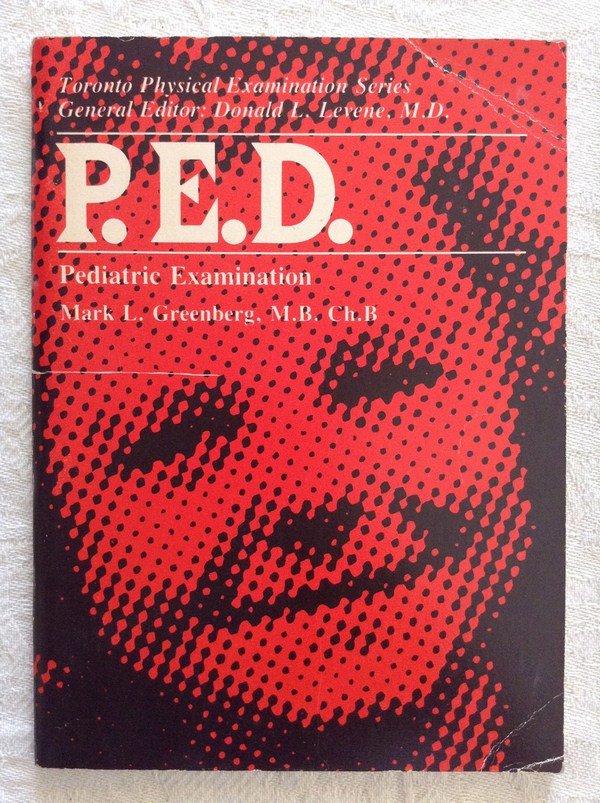 Toronto Physical Examination Series
General Editor: Donald L. Levene, M.D.
P.E.D.
Pediatric Examination
Mark L. Greenberg, M.B. Ch.B